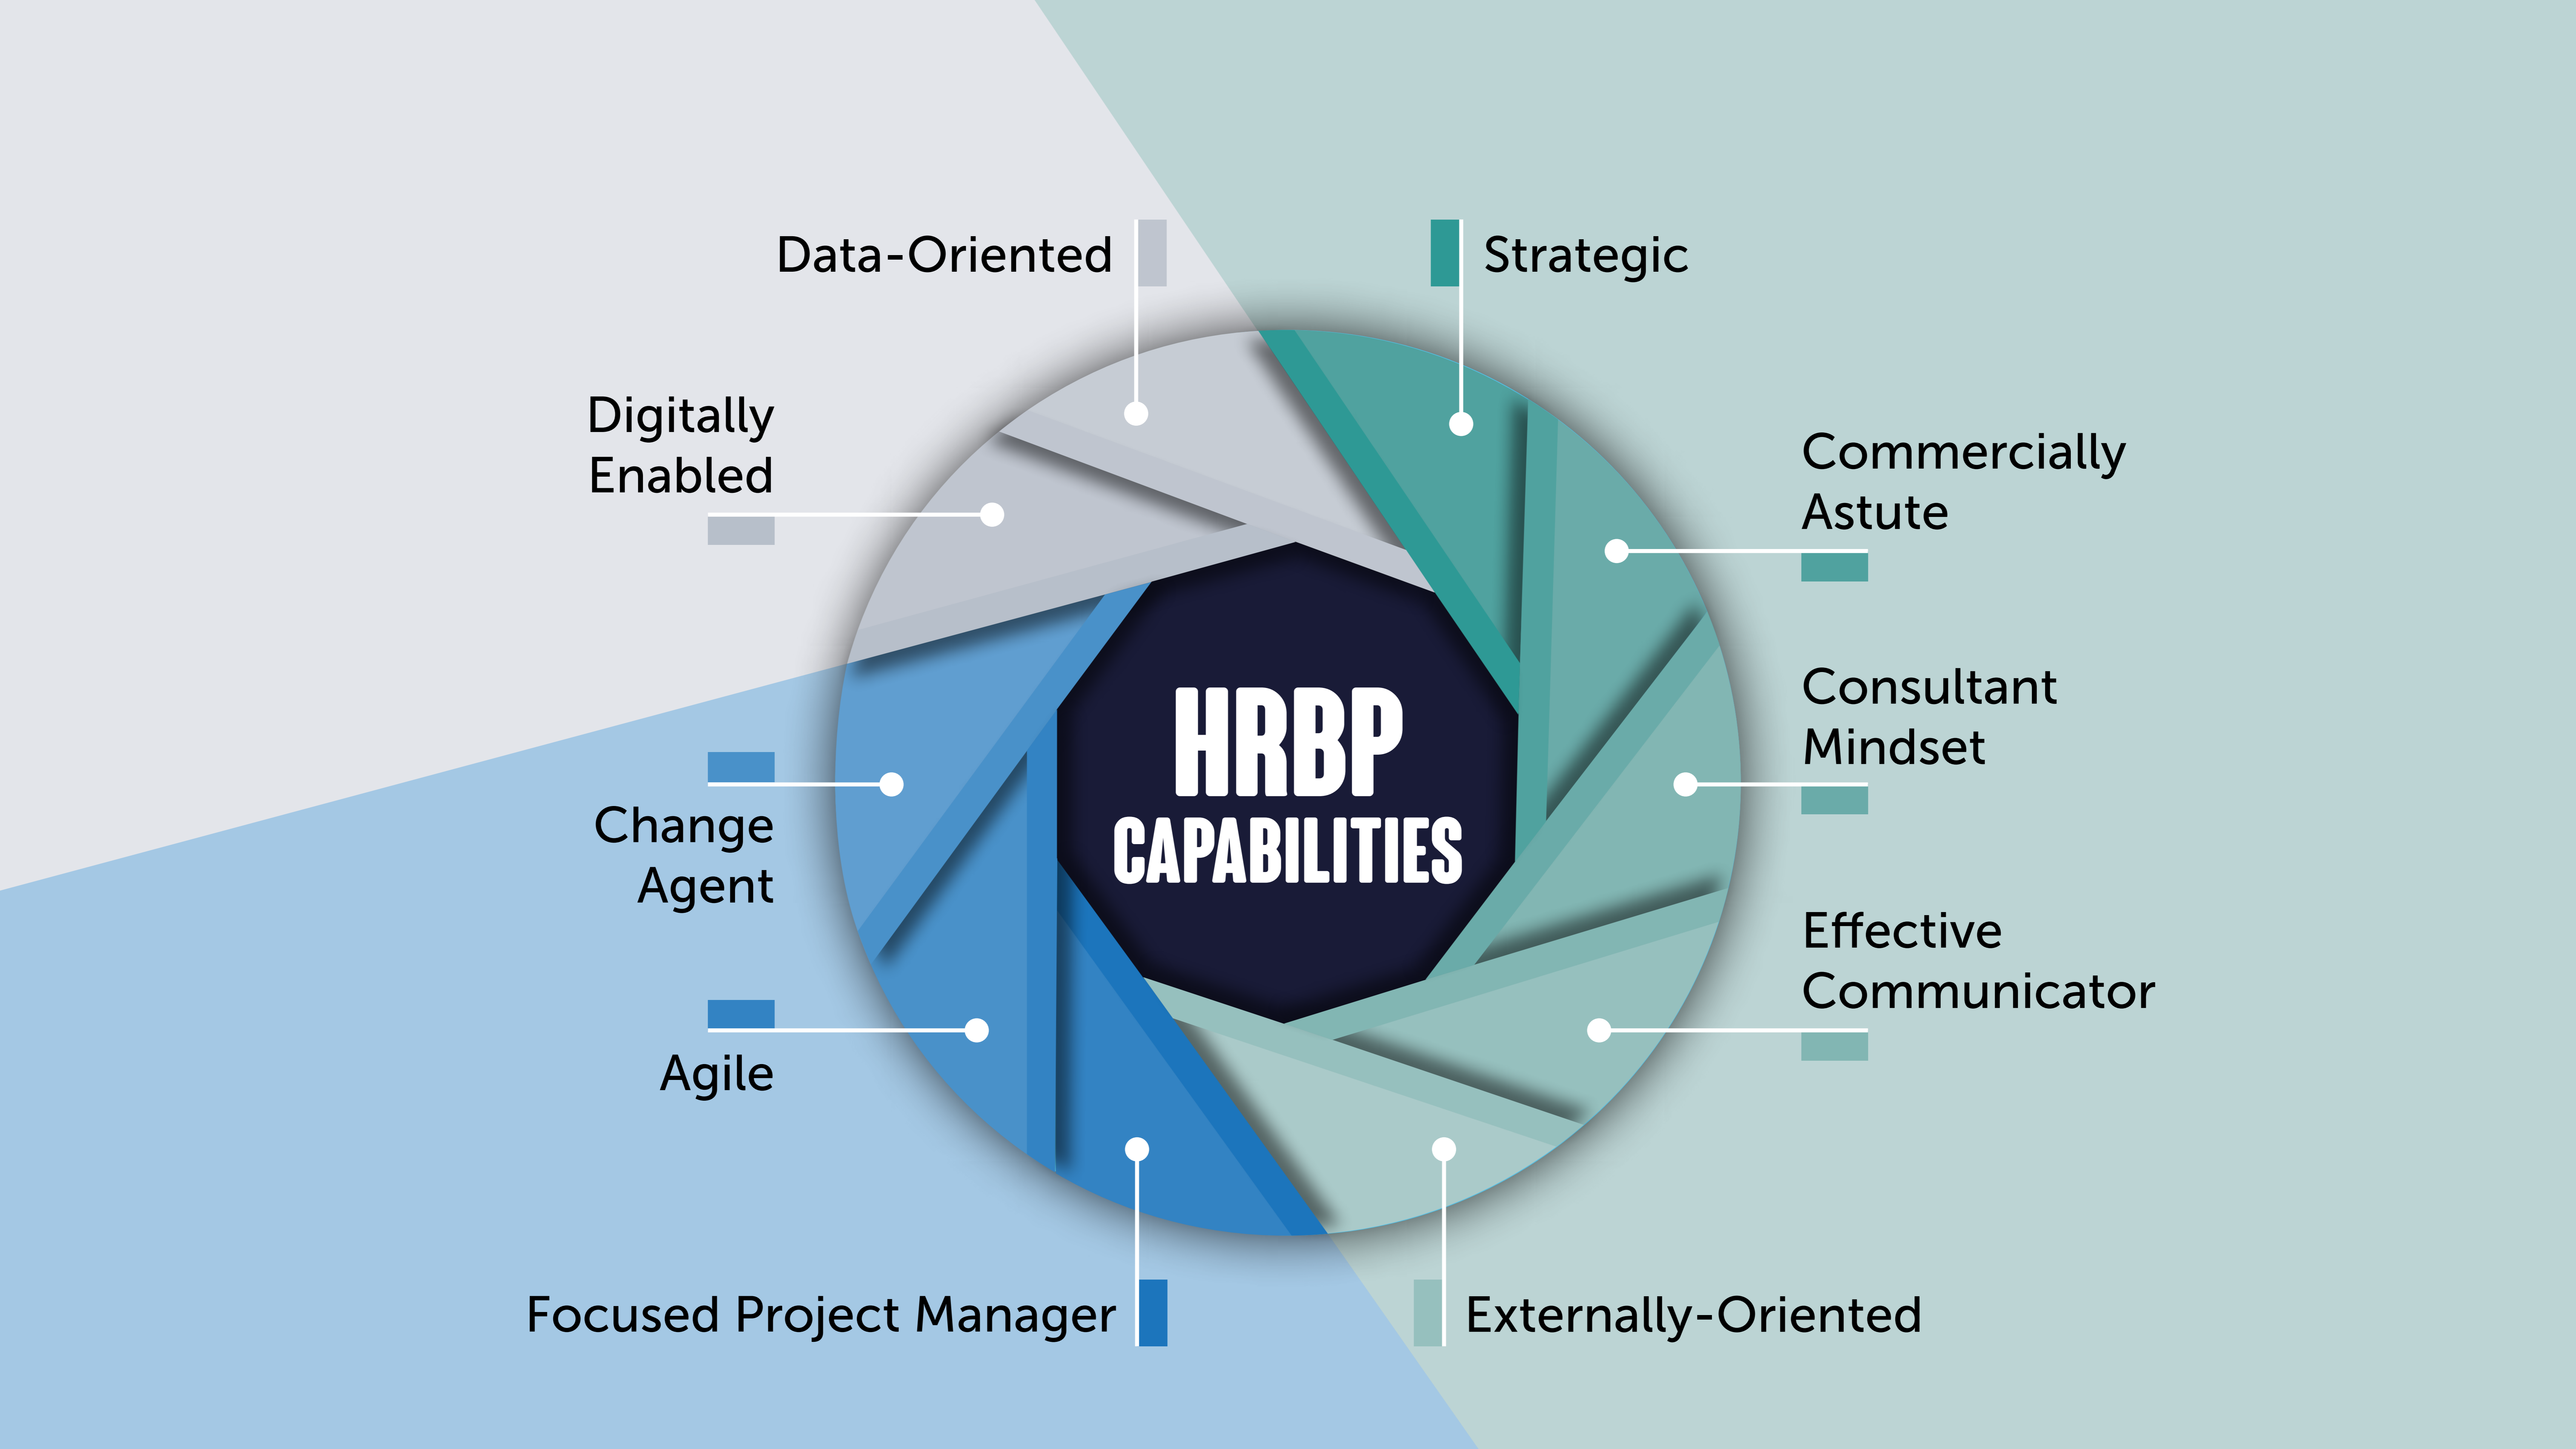 Data-Oriented
Strategic
Digitally
Enabled
Commercially
Astute
Consultant
Mindset
HRBP
CAPABILITIES
Change
Agent
Effective
Communicator
Agile
Focused Project Manager
Externally-Oriented